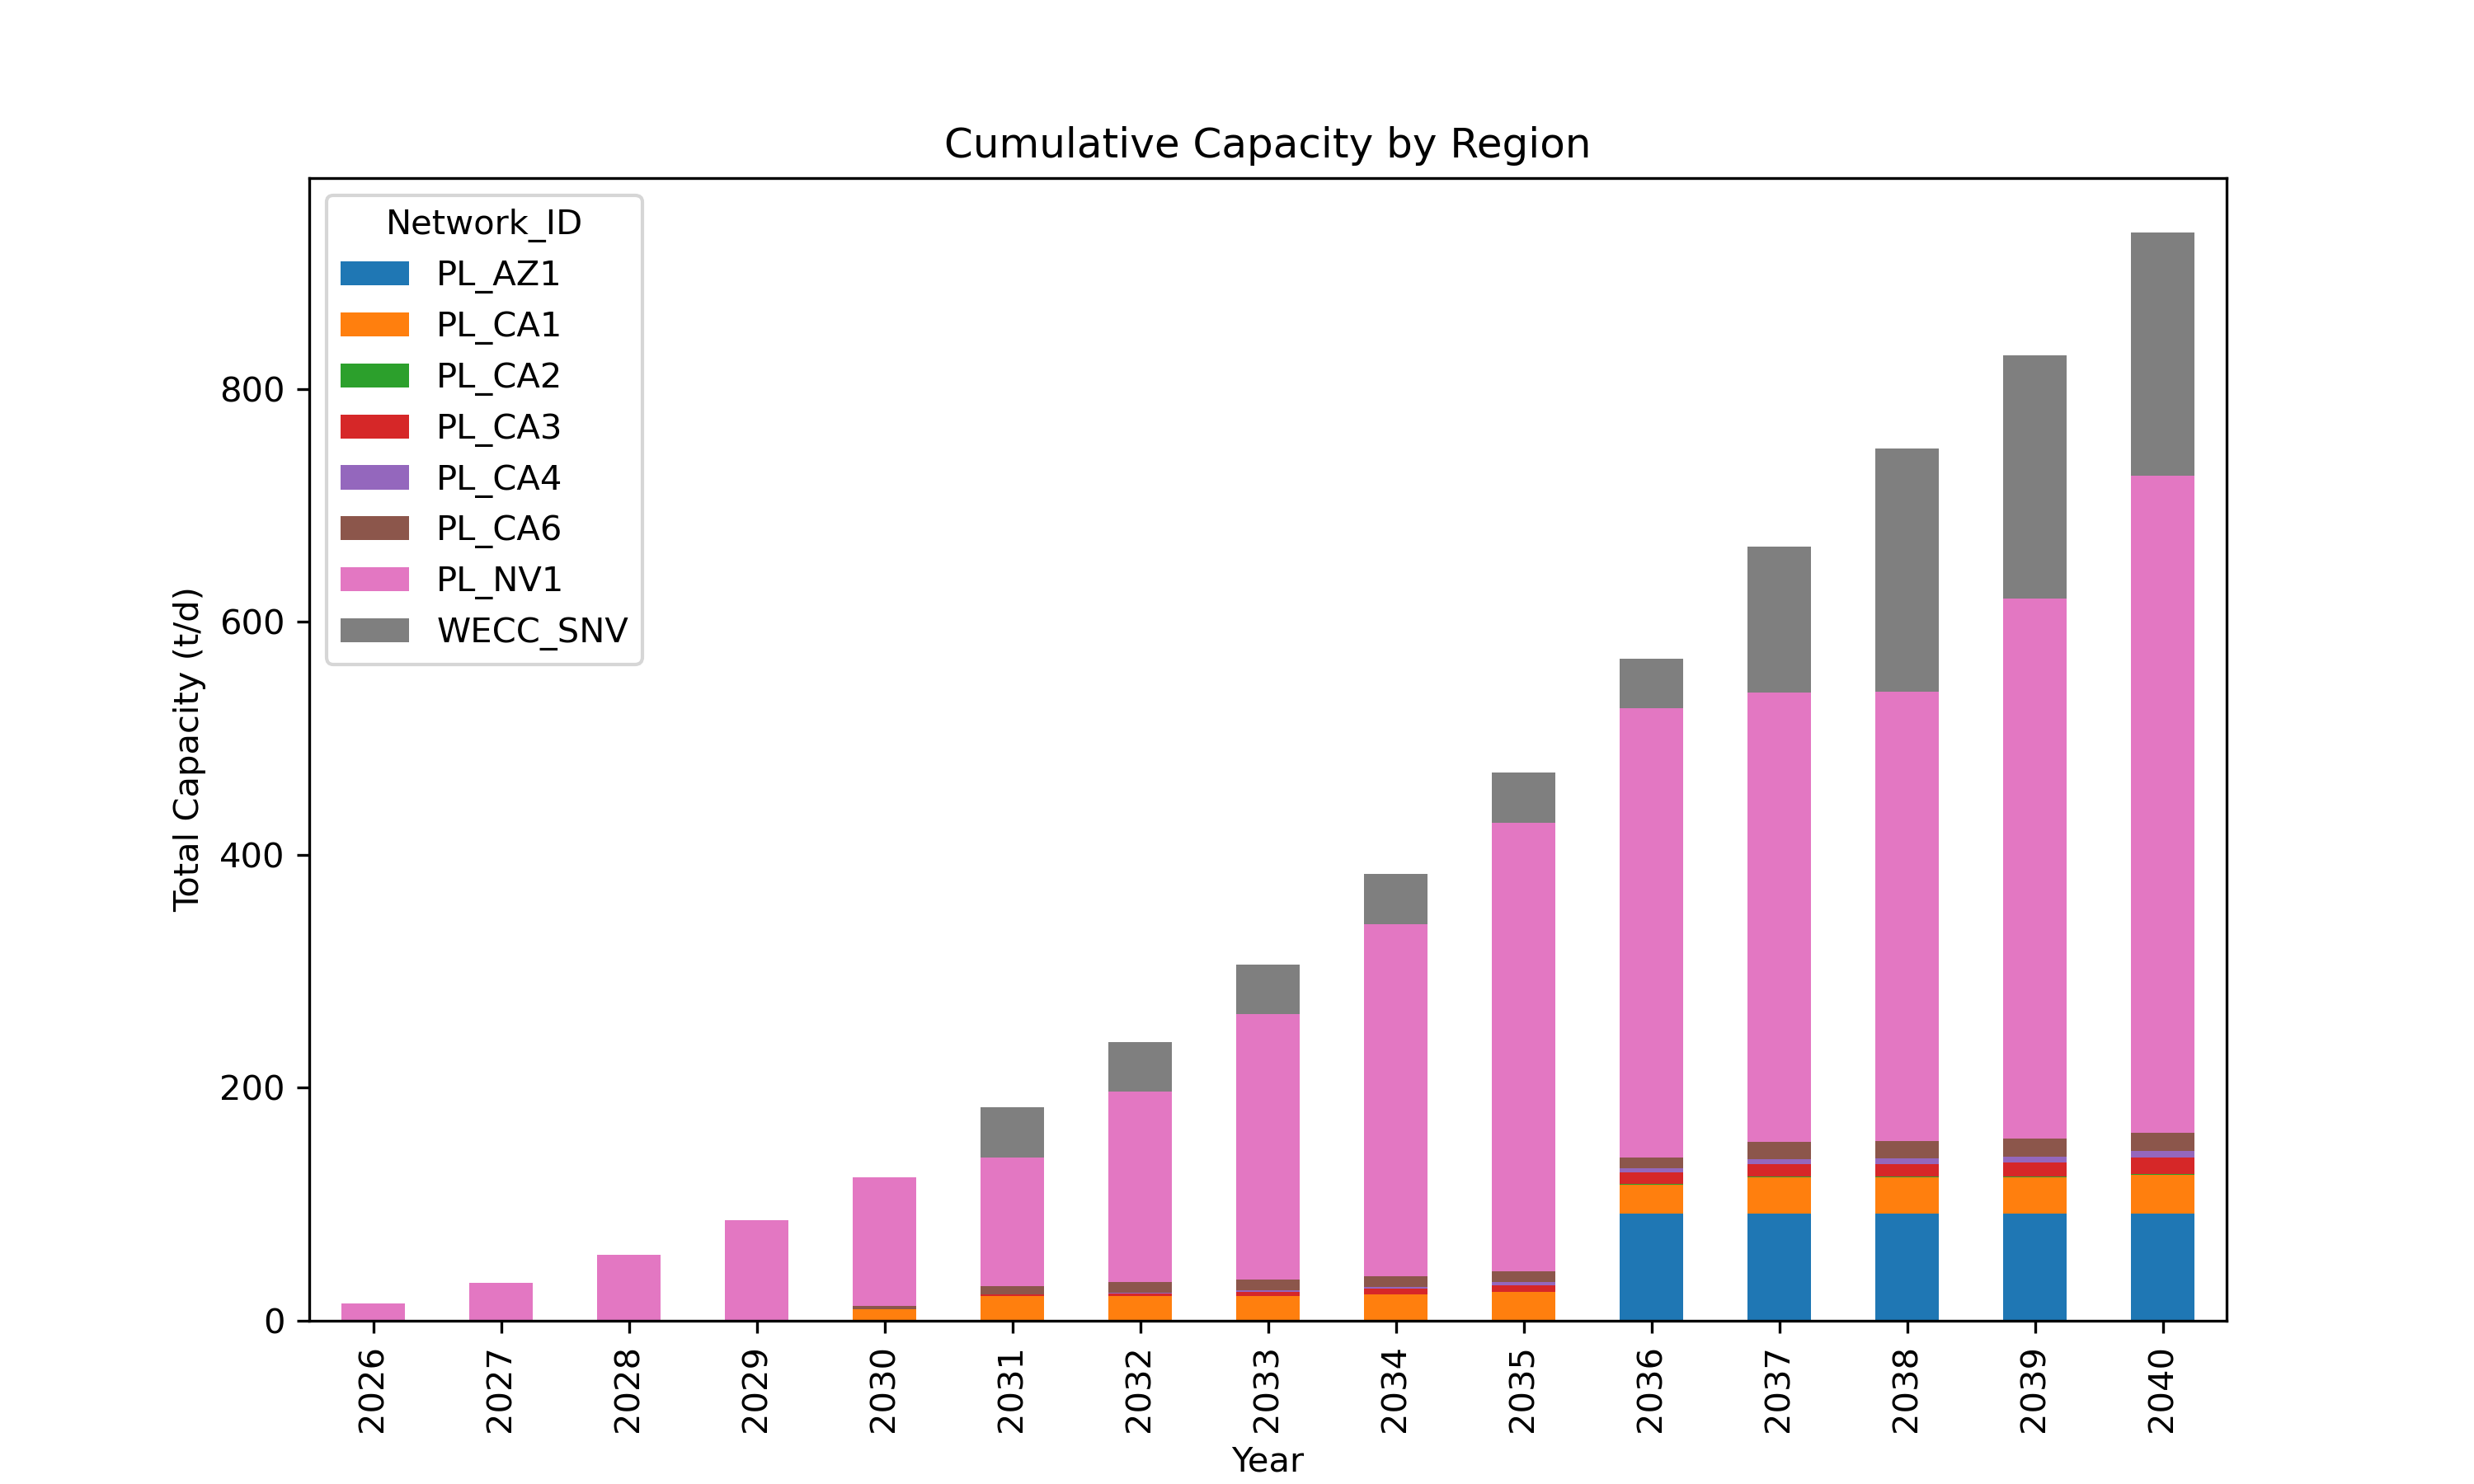 Cumulative Capacity by Region
Network_ID
PL_AZ1
PL_CA1
PL_CA2
PL_CA3
PL_CA4
PL_CA6
PL_NV1
WECC_SNV
Total Capacity (t/d)
800
600
400
200
0
2026
2027
2028
2029
2030
2031
2032
2033
2034
2035
2036
2037
2038
2039
2040
Year